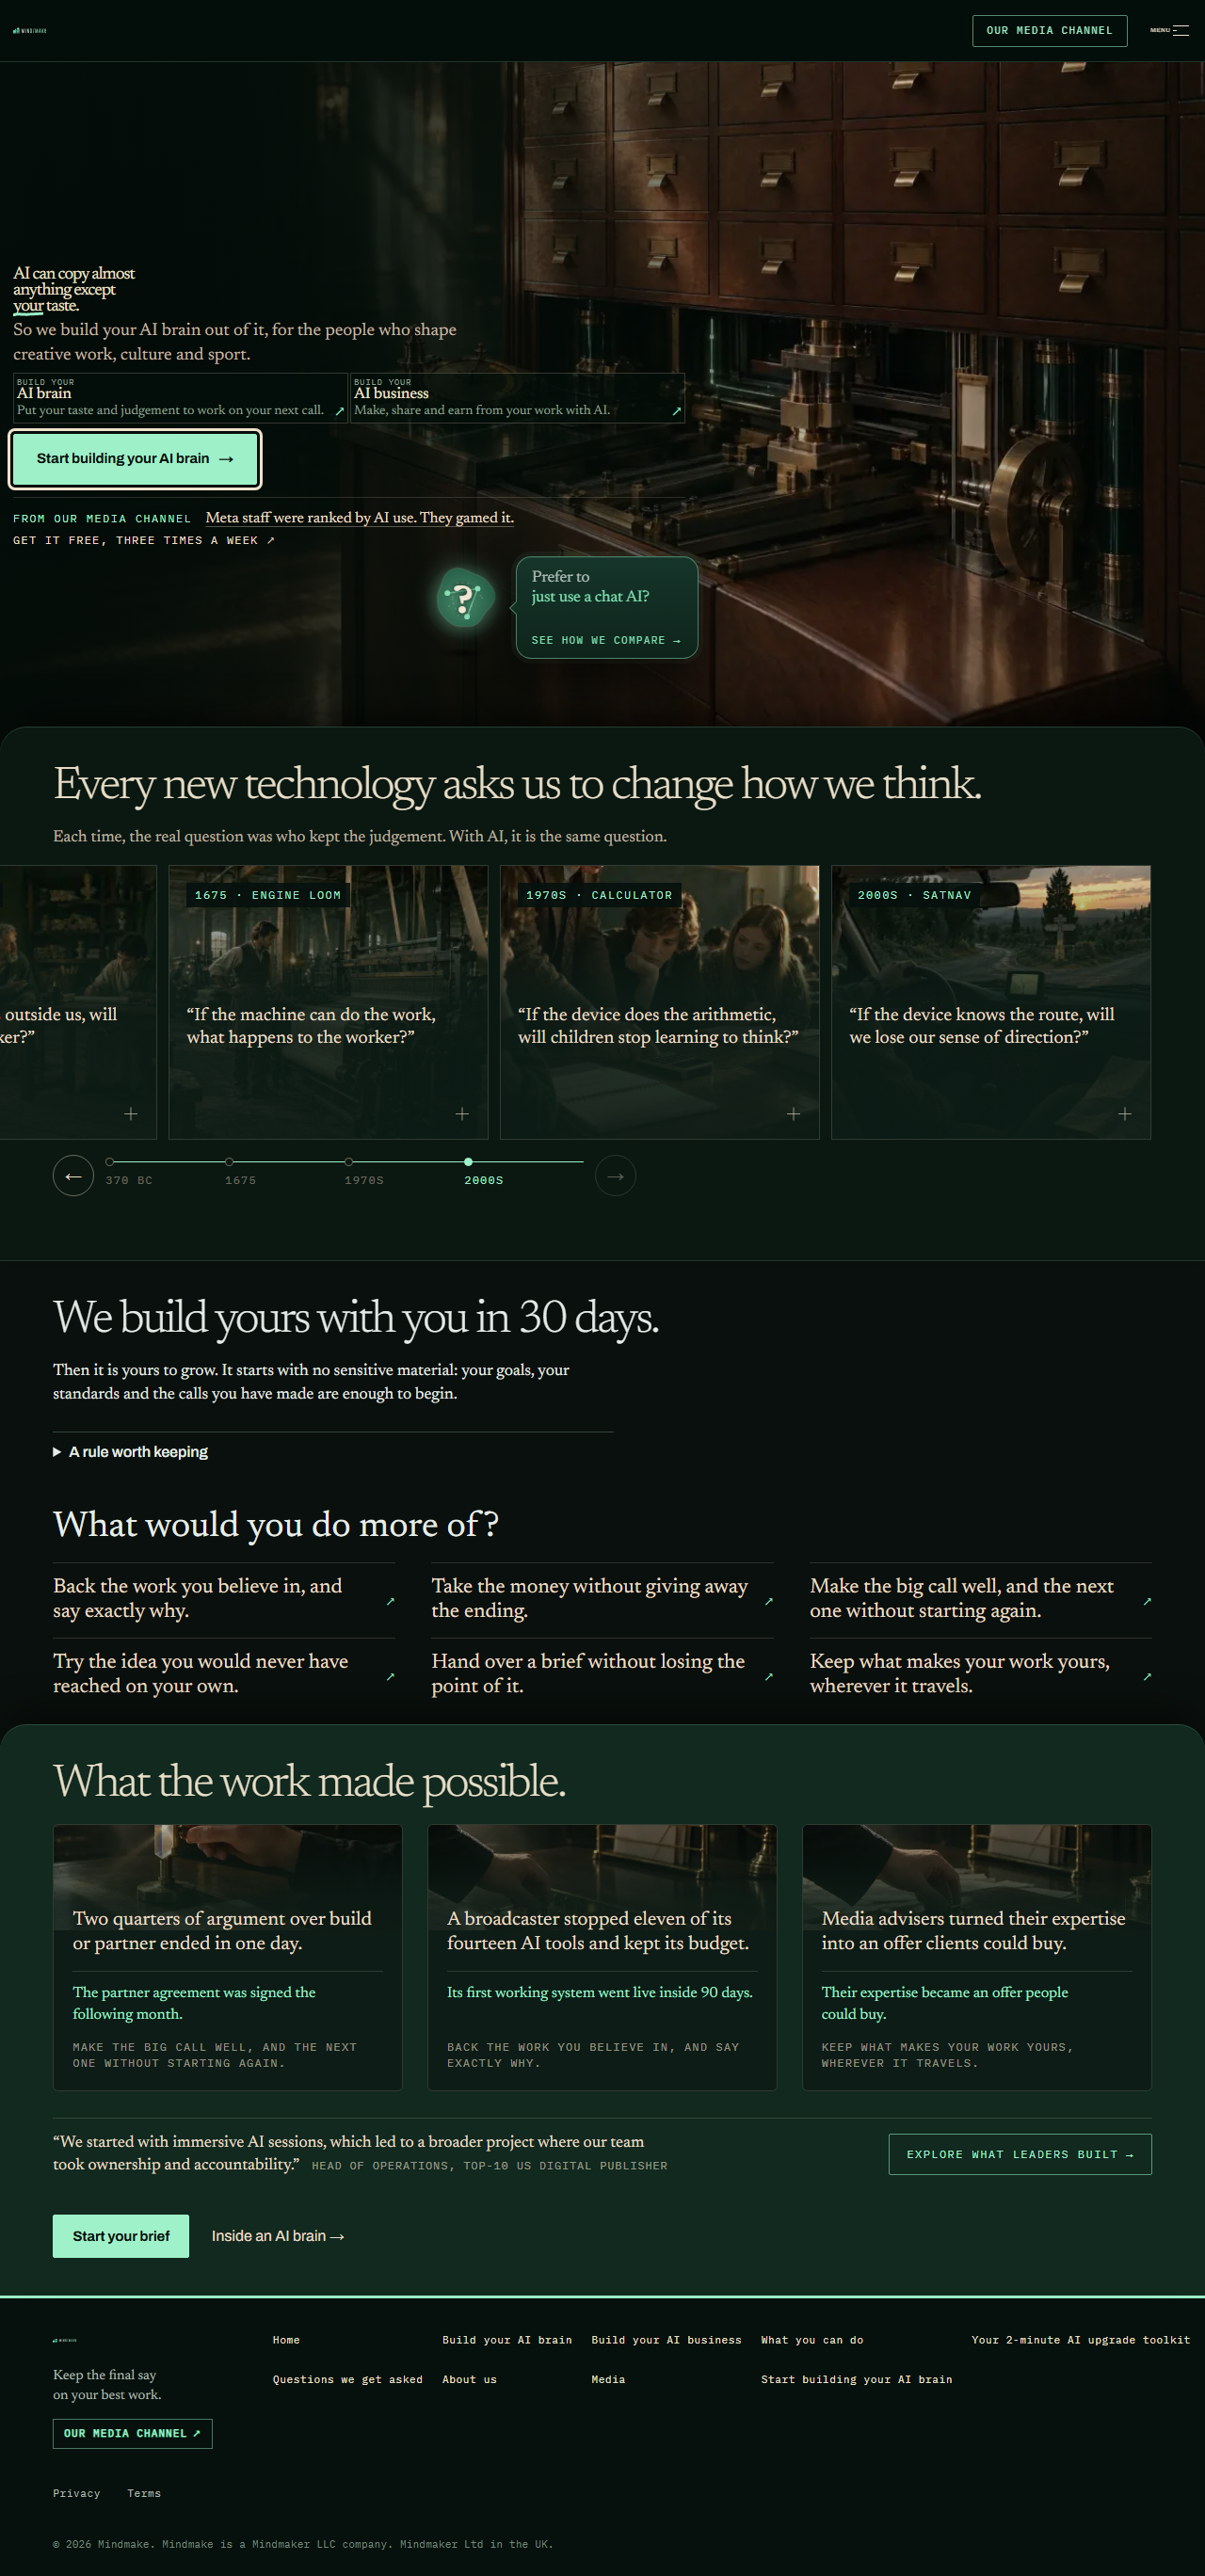 MINDMAKE
OUR MEDIA CHANNEL
MENU
AI can copy almost
anything except
your taste.
So we build your AI brain out of it, for the people who shape
creative work, culture and sport.
BUILD YOUR
AI brain
Put your taste and judgement to work on your next call. ↗
BUILD YOUR
AI business
Make, share and earn from your work with AI. ↗
Start building your AI brain →
FROM OUR MEDIA CHANNEL Meta staff were ranked by AI use. They gamed it.
GET IT FREE, THREE TIMES A WEEK ↗
?
Prefer to
just use a chat AI?
SEE HOW WE COMPARE →
Every new technology asks us to change how we think.
Each time, the real question was who kept the judgement. With AI, it is the same question.
outside us, will
ker?”
1675 · ENGINE LOOM
“If the machine can do the work,
what happens to the worker?”
1970S · CALCULATOR
“If the device does the arithmetic,
will children stop learning to think?”
2000S · SATNAV
“If the device knows the route, will
we lose our sense of direction?”
370 BC
1675
1970S
2000S
We build yours with you in 30 days.
Then it is yours to grow. It starts with no sensitive material: your goals, your
standards and the calls you have made are enough to begin.
▶ A rule worth keeping
What would you do more of?
Back the work you believe in, and
say exactly why. ↗
Take the money without giving away
the ending. ↗
Make the big call well, and the next
one without starting again. ↗
Try the idea you would never have
reached on your own. ↗
Hand over a brief without losing the
point of it. ↗
Keep what makes your work yours,
wherever it travels. ↗
What the work made possible.
Two quarters of argument over build
or partner ended in one day.
The partner agreement was signed the
following month.
MAKE THE BIG CALL WELL, AND THE NEXT
ONE WITHOUT STARTING AGAIN.
A broadcaster stopped eleven of its
fourteen AI tools and kept its budget.
Its first working system went live inside 90 days.
BACK THE WORK YOU BELIEVE IN, AND SAY
EXACTLY WHY.
Media advisers turned their expertise
into an offer clients could buy.
Their expertise became an offer people
could buy.
KEEP WHAT MAKES YOUR WORK YOURS,
WHEREVER IT TRAVELS.
“We started with immersive AI sessions, which led to a broader project where our team
took ownership and accountability.” HEAD OF OPERATIONS, TOP-10 US DIGITAL PUBLISHER
EXPLORE WHAT LEADERS BUILT →
Start your brief
Inside an AI brain →
Keep the final say
on your best work.
OUR MEDIA CHANNEL ↗
Home
Build your AI brain
Build your AI business
What you can do
Your 2-minute AI upgrade toolkit
Questions we get asked
About us
Media
Start building your AI brain
Privacy
Terms
© 2026 Mindmake. Mindmake is a Mindmaker LLC company. Mindmaker Ltd in the UK.